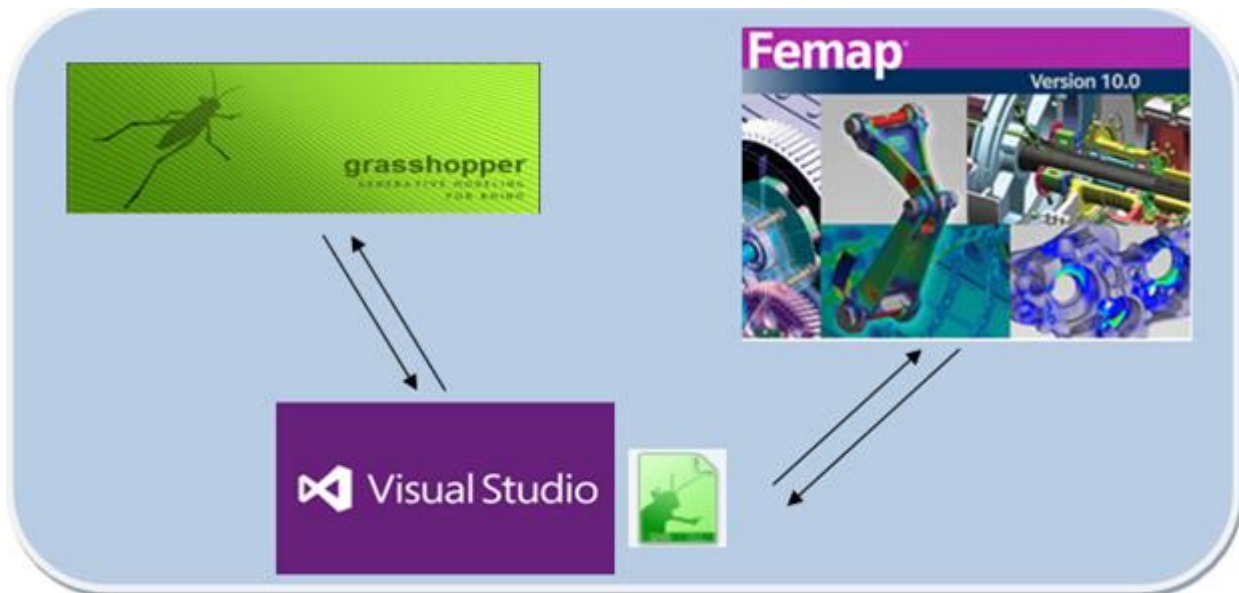 grasshopper
GENERATIVE MODELING
FOR RHINO
Femap
Version 10.0
Visual Studio